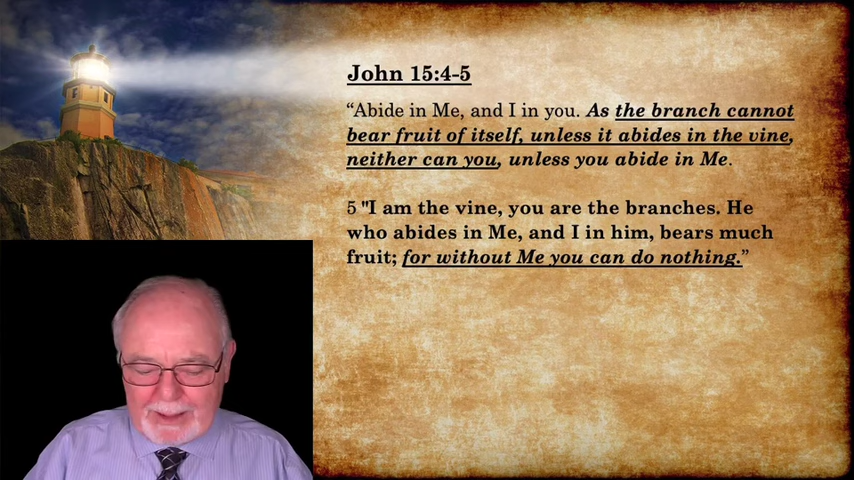 John 15:4-5
“Abide in Me, and I in you. As the branch cannot
bear fruit of itself, unless it abides in the vine,
neither can you, unless you abide in Me.
5 "I am the vine, you are the branches. He
who abides in Me, and I in him, bears much
fruit; for without Me you can do nothing.”